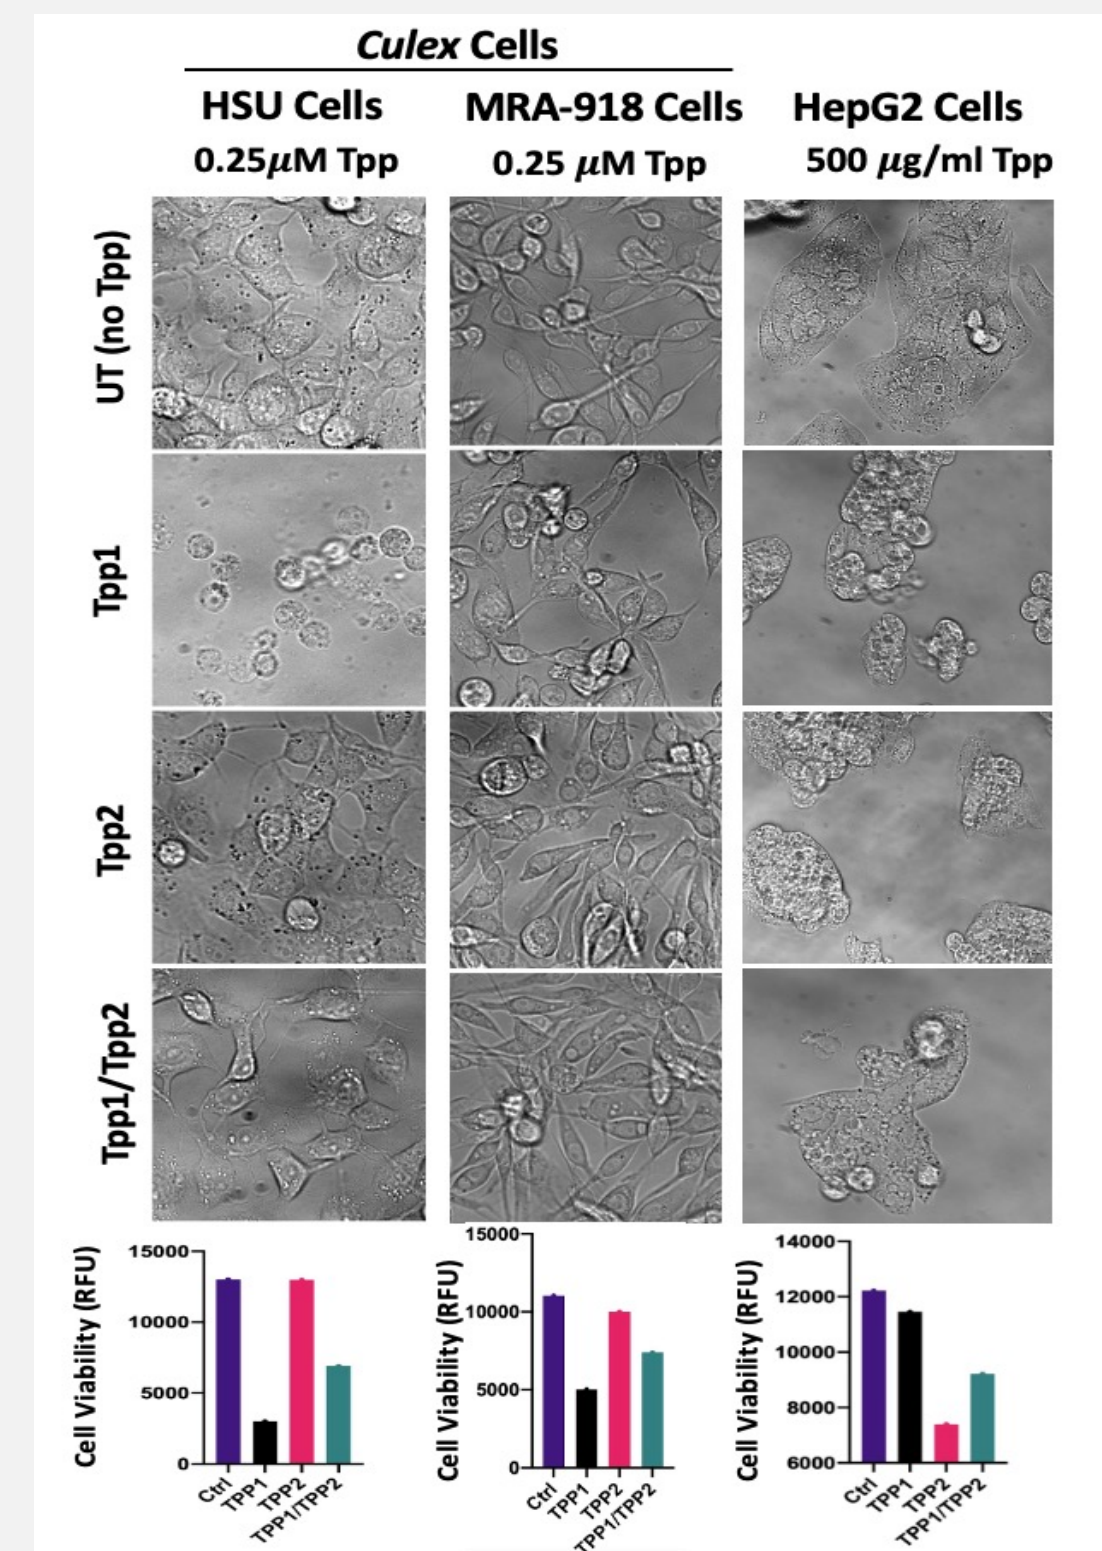 Culex Cells
HSU Cells
MRA-918 Cells
HepG2 Cells
0.25μM Tpp
0.25 μM Tpp
500 μg/ml Tpp
UT (no Tpp)
Tpp1
Tpp2
Tpp1/Tpp2
Cell Viability (RFU)
15000
10000
5000
0
Ctrl
TPP1
TPP2
TPP1/TPP2
Cell Viability (RFU)
15000
10000
5000
0
Ctrl
TPP1
TPP2
TPP1/TPP2
Cell Viability (RFU)
14000
12000
10000
8000
6000
Ctrl
TPP1
TPP2
TPP1/TPP2